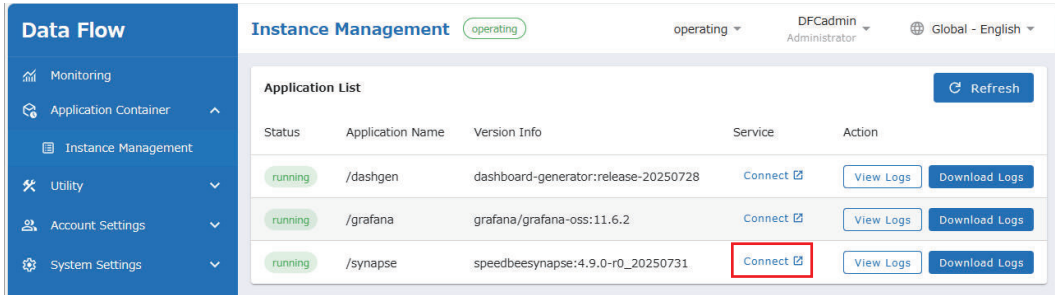 Data Flow
Instance Management operating
operating
DFCadmin
Administrator
Global - English
Monitoring
Application Container
Instance Management
Utility
Account Settings
System Settings
Application List
Refresh
Status Application Name Version Info Service Action
running /dashgen dashboard-generator:release-20250728 Connect View Logs Download Logs
running /grafana grafana/grafana-oss:11.6.2 Connect View Logs Download Logs
running /synapse speedbeesynapse:4.9.0-r0_20250731 Connect View Logs Download Logs